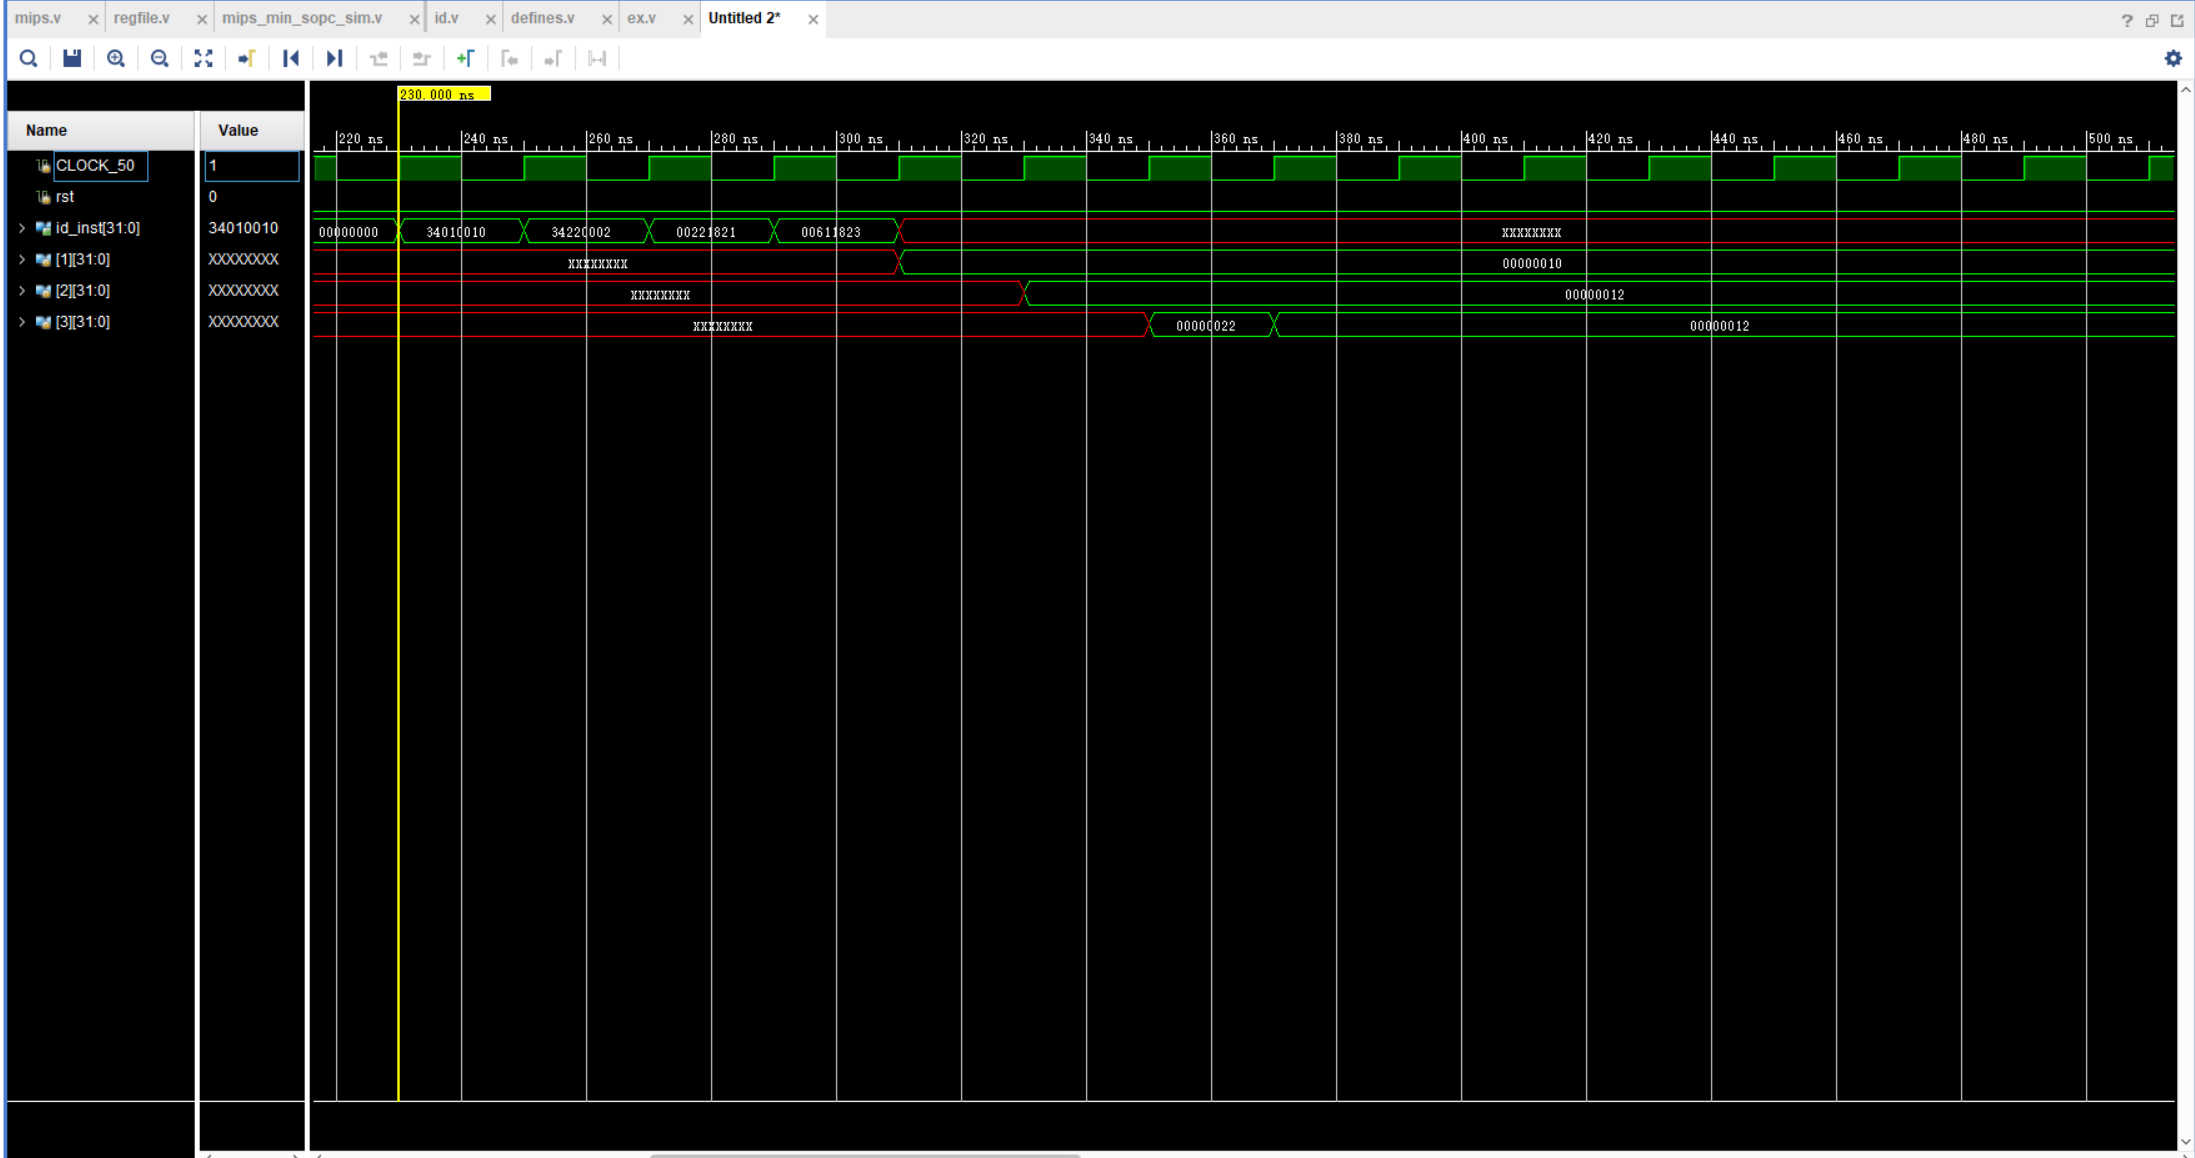 mips.v regfile.v mips_min_sopc_sim.v id.v defines.v ex.v Untitled 2*
230.000 ns
Name Value
220 ns 240 ns 260 ns 280 ns 300 ns 320 ns 340 ns 360 ns 380 ns 400 ns 420 ns 440 ns 460 ns 480 ns 500 ns
CLOCK_50 1
rst 0
id_inst[31:0] 34010010 00000000 34010010 34220002 00221821 00611823 XXXXXXXX
[1][31:0] XXXXXXXX XXXXXXXX 00000010
[2][31:0] XXXXXXXX XXXXXXXX 00000012
[3][31:0] XXXXXXXX XXXXXXXX 00000022 00000012